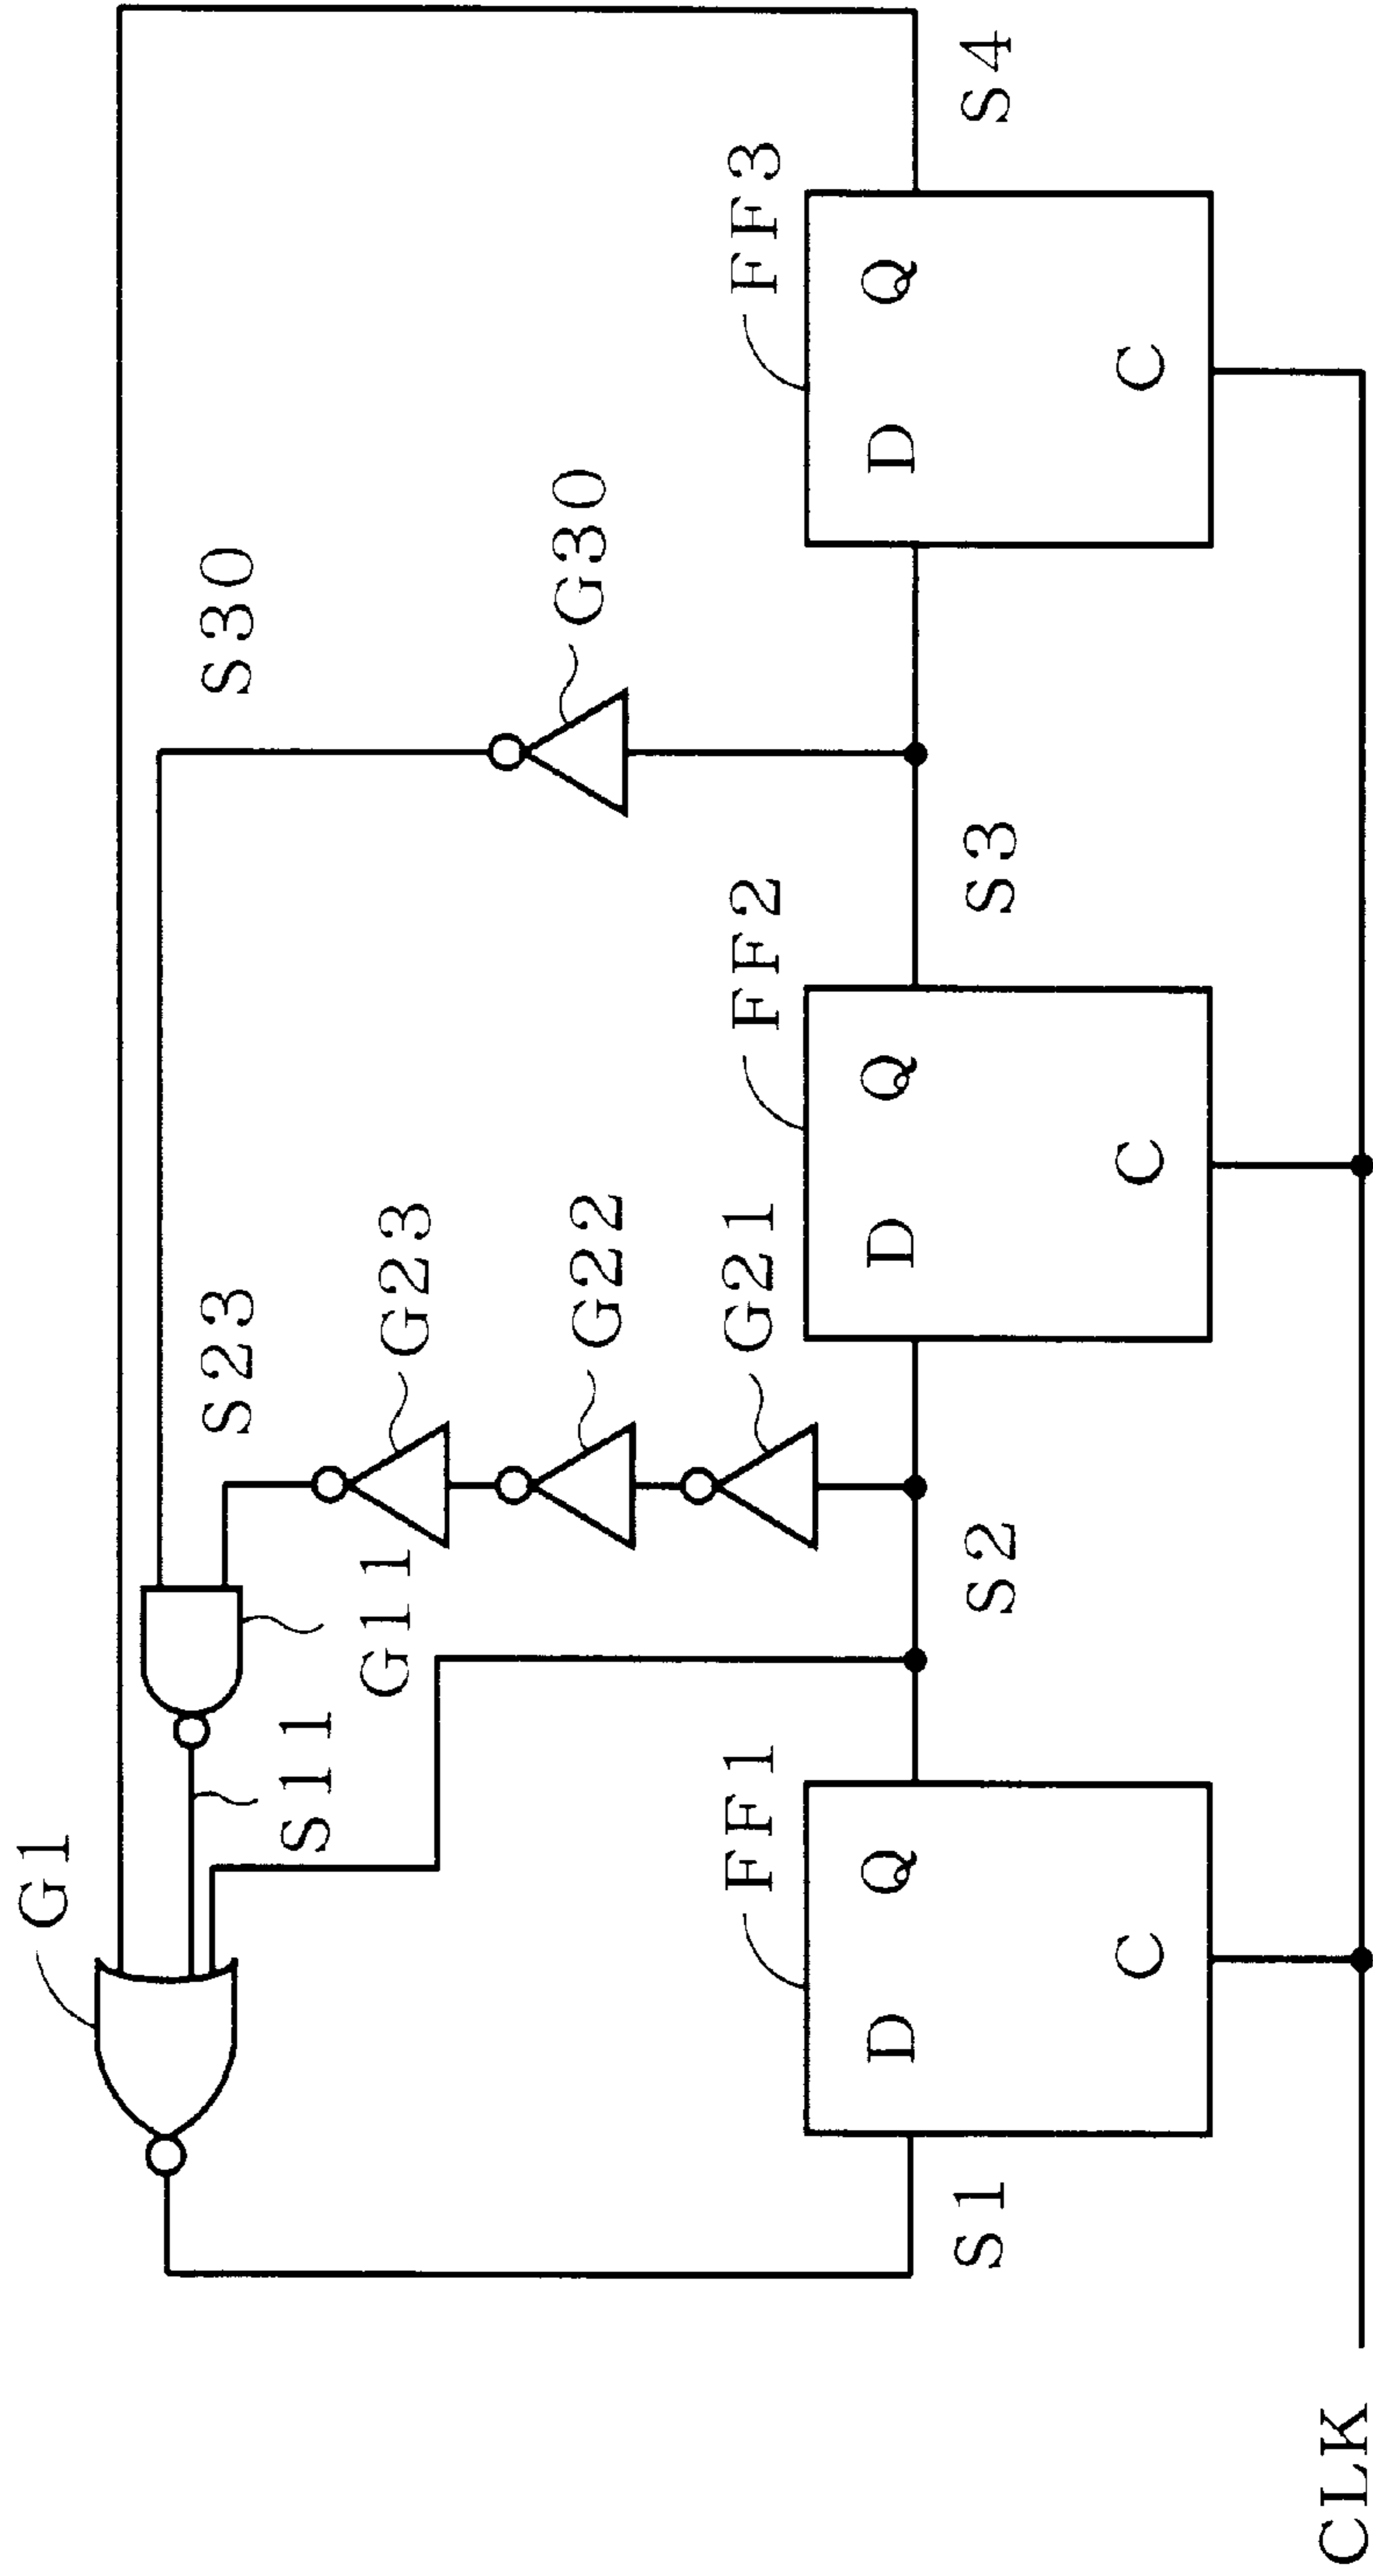 G1
S11
G11
S23
S30
G23
G22
G21
G30
FF1
D
Q
C
FF2
D
Q
C
FF3
D
Q
C
S1
S2
S3
S4
CLK